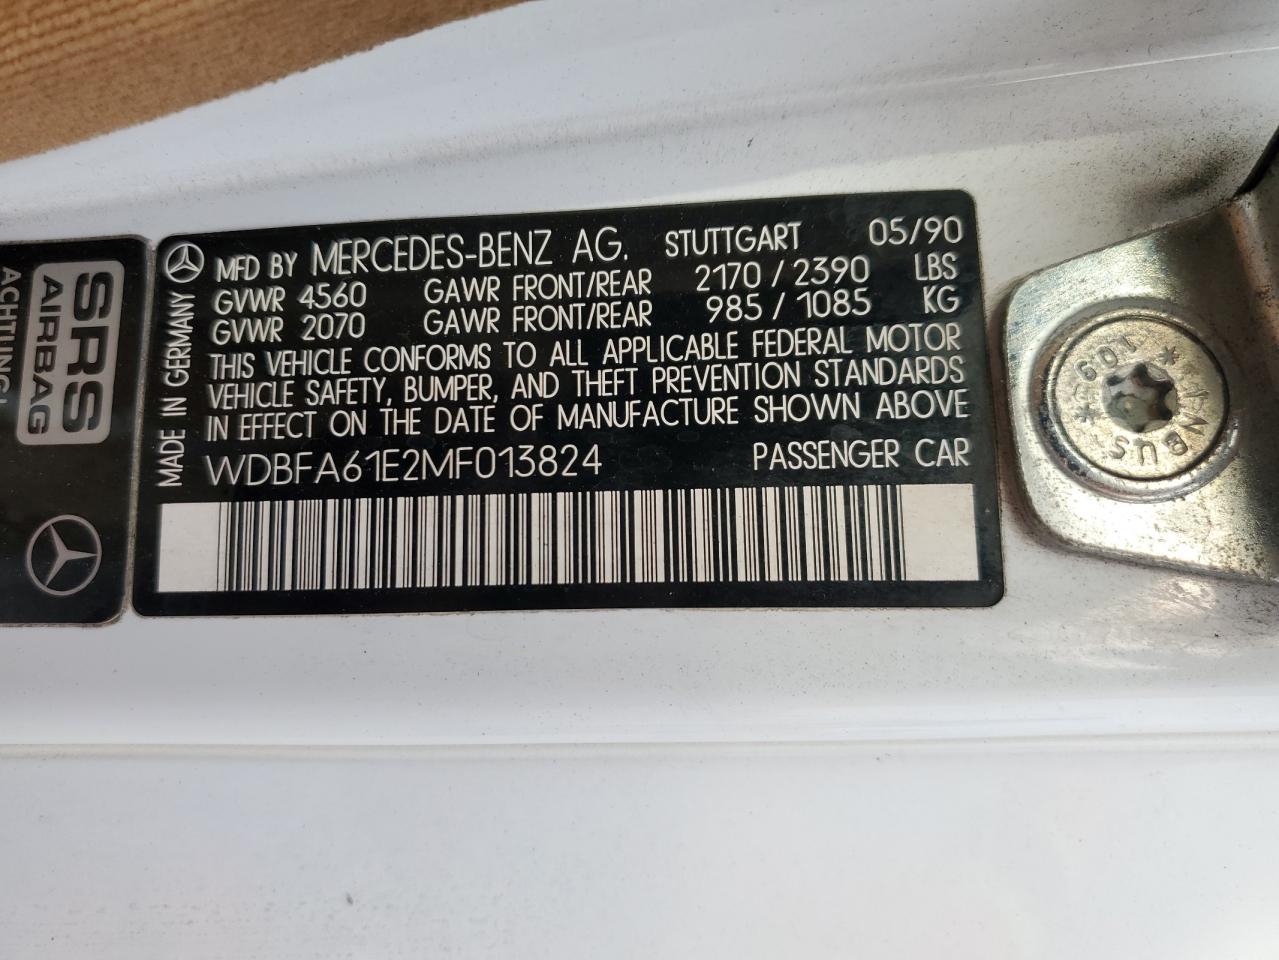 MFD BY MERCEDES-BENZ AG. STUTTGART 05/90
GVWR 4560 GAWR FRONT/REAR 2170 / 2390 LBS
GVWR 2070 GAWR FRONT/REAR 985 / 1085 KG
THIS VEHICLE CONFORMS TO ALL APPLICABLE FEDERAL MOTOR
VEHICLE SAFETY, BUMPER, AND THEFT PREVENTION STANDARDS
IN EFFECT ON THE DATE OF MANUFACTURE SHOWN ABOVE
WDBFA61E2MF013824 PASSENGER CAR
MADE IN GERMANY
SRS
AIRBAG
ACHTUNG!